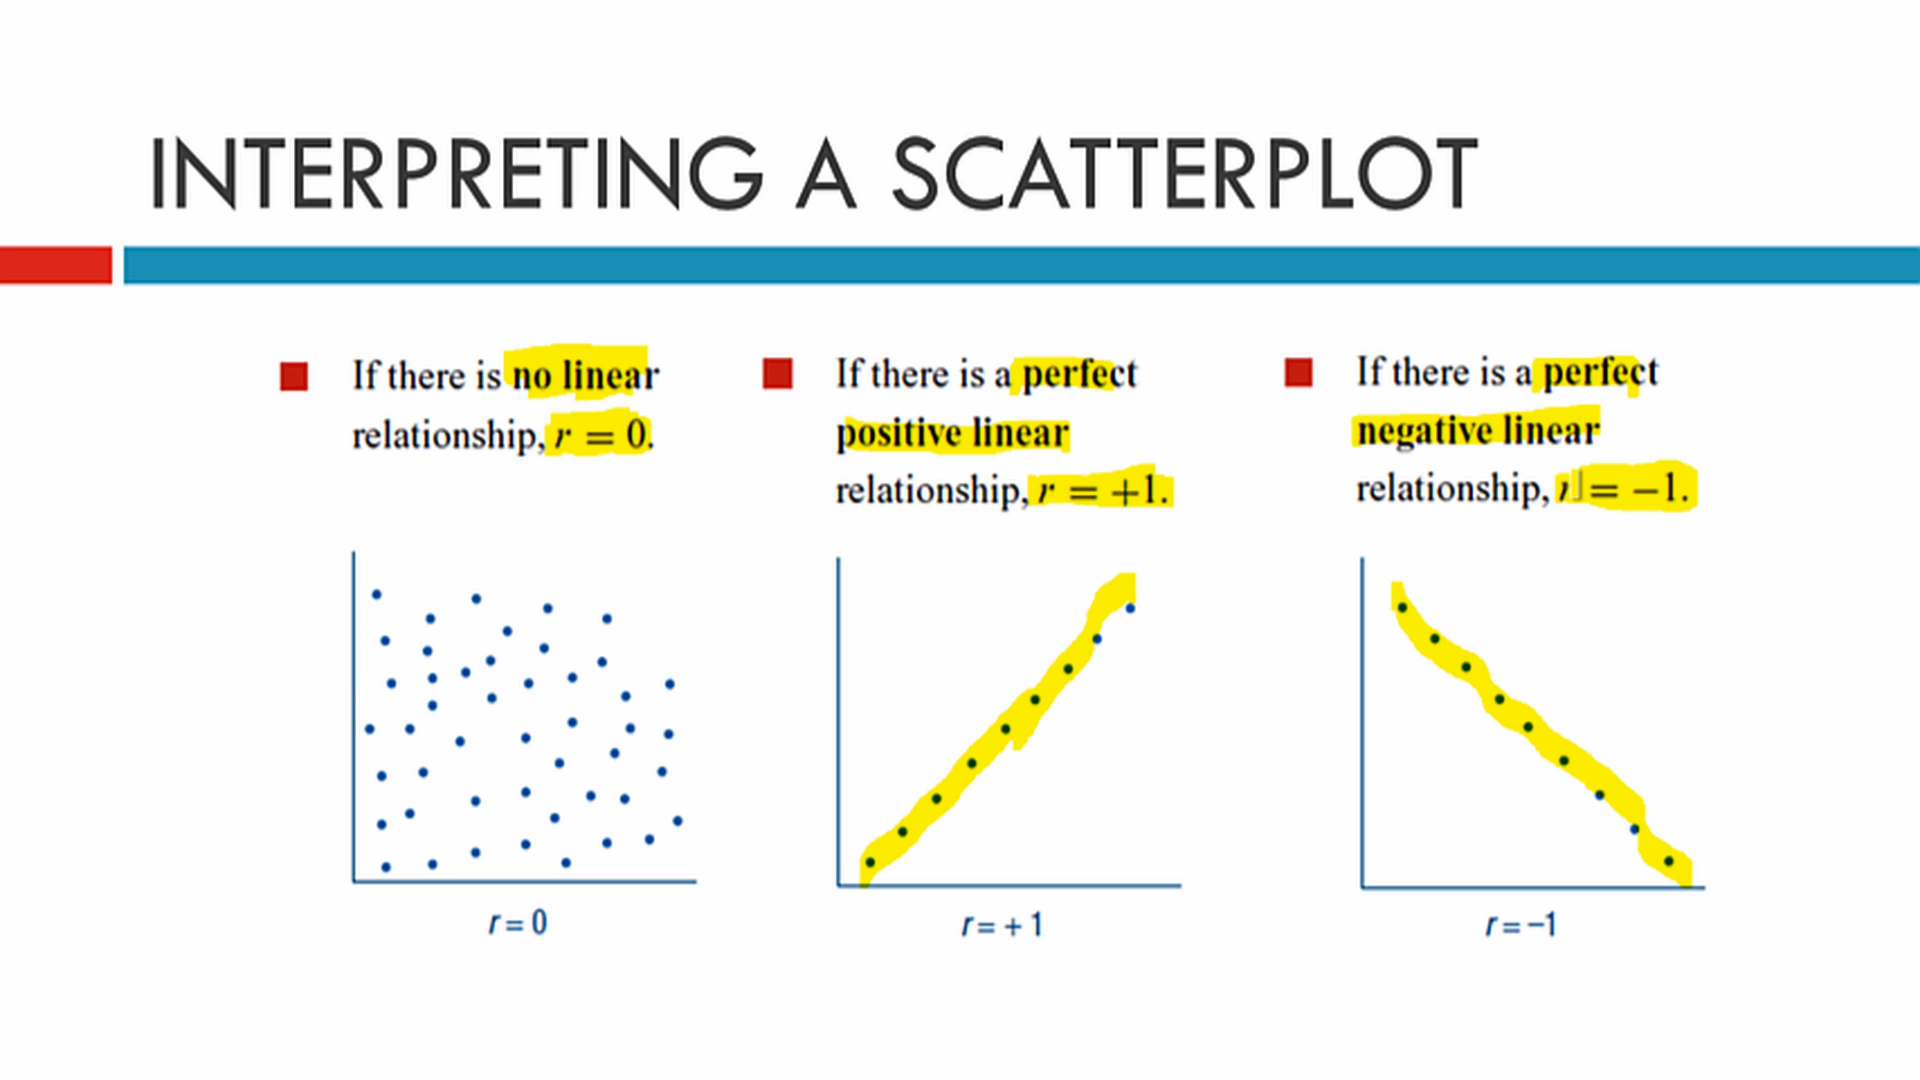 INTERPRETING A SCATTERPLOT
If there is no linear
relationship, r = 0.
If there is a perfect
positive linear
relationship, r = +1.
If there is a perfect
negative linear
relationship, r = −1.
r = 0
r = + 1
r = −1